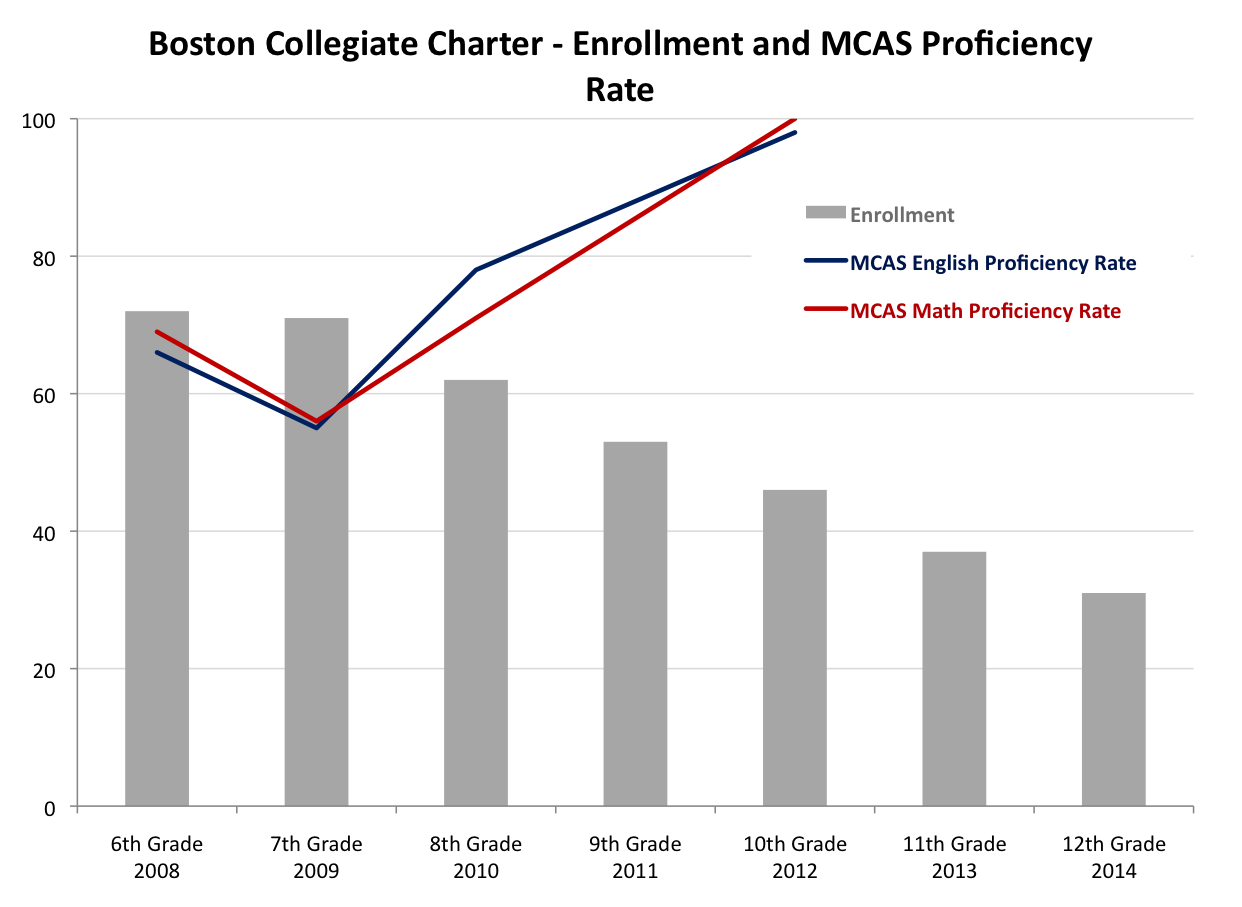 Boston Collegiate Charter - Enrollment and MCAS Proficiency
Rate
100
80
60
40
20
0
Enrollment
MCAS English Proficiency Rate
MCAS Math Proficiency Rate
6th Grade 7th Grade 8th Grade 9th Grade 10th Grade 11th Grade 12th Grade
2008 2009 2010 2011 2012 2013 2014